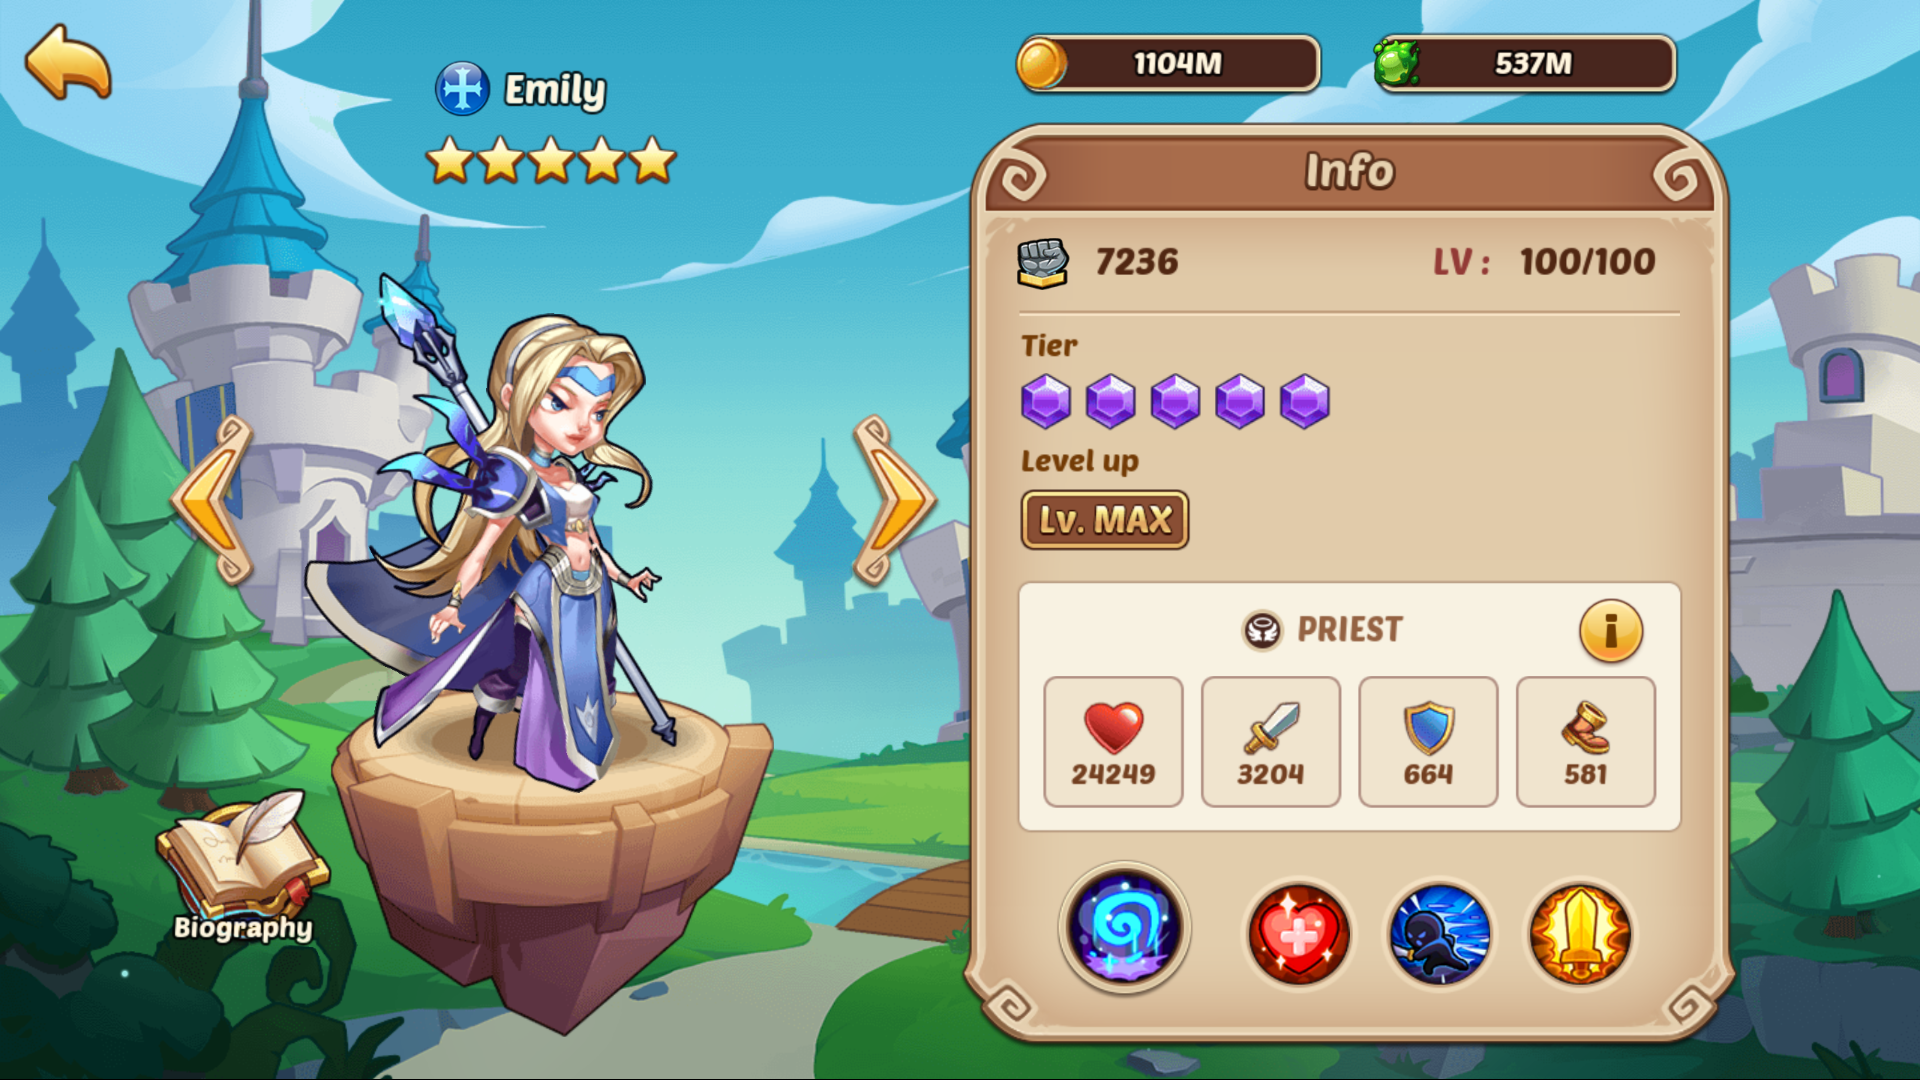 Emily
1104M
537M
Info
7236
LV : 100/100
Tier
Level up
Lv. MAX
PRIEST
i
24249
3204
664
581
Biography